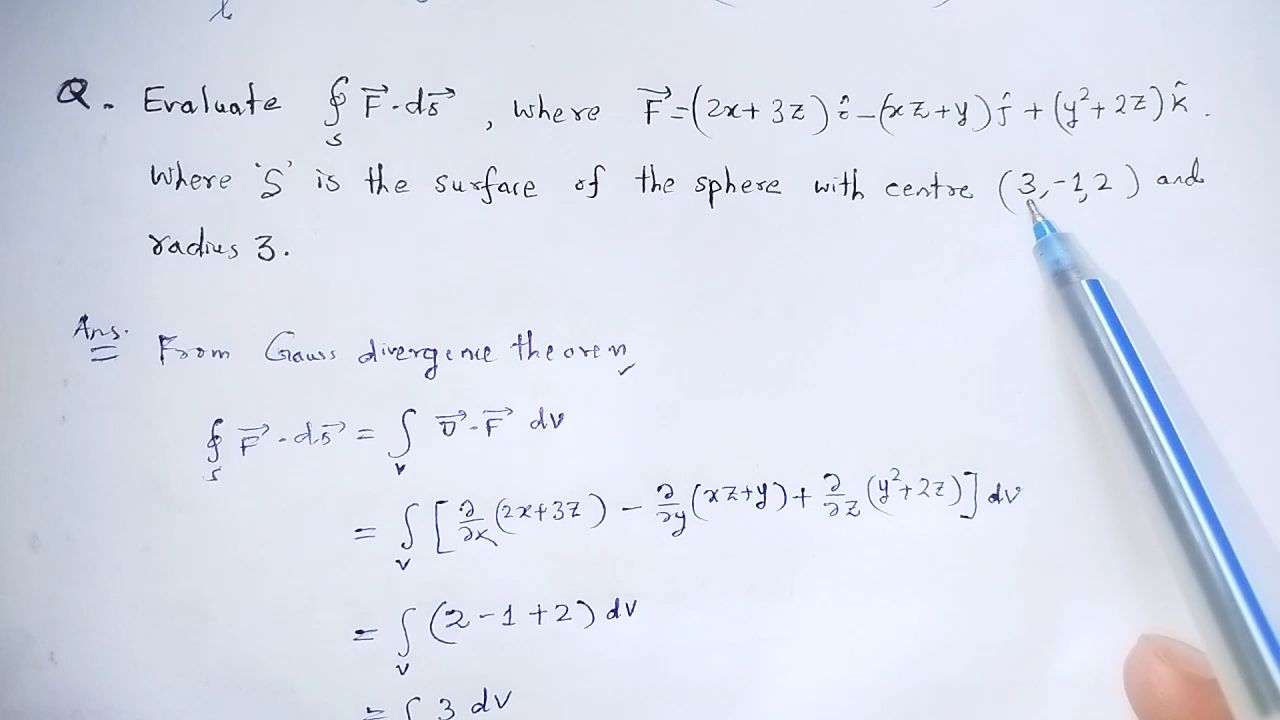 Q. Evaluate ∮_S F⃗·ds⃗, where F⃗=(2x+3z)î−(xz+y)ĵ+(y²+2z)k̂.
Where 'S' is the surface of the sphere with centre (3,-1,2) and
radius 3.
Ans. From Gauss divergence theorem
∮_S F⃗·ds⃗ = ∫_V ∇⃗·F⃗ dv
= ∫_V [∂/∂x(2x+3z) − ∂/∂y(xz+y) + ∂/∂z(y²+2z)] dv
= ∫_V (2−1+2) dv
= ∫ 3 dv